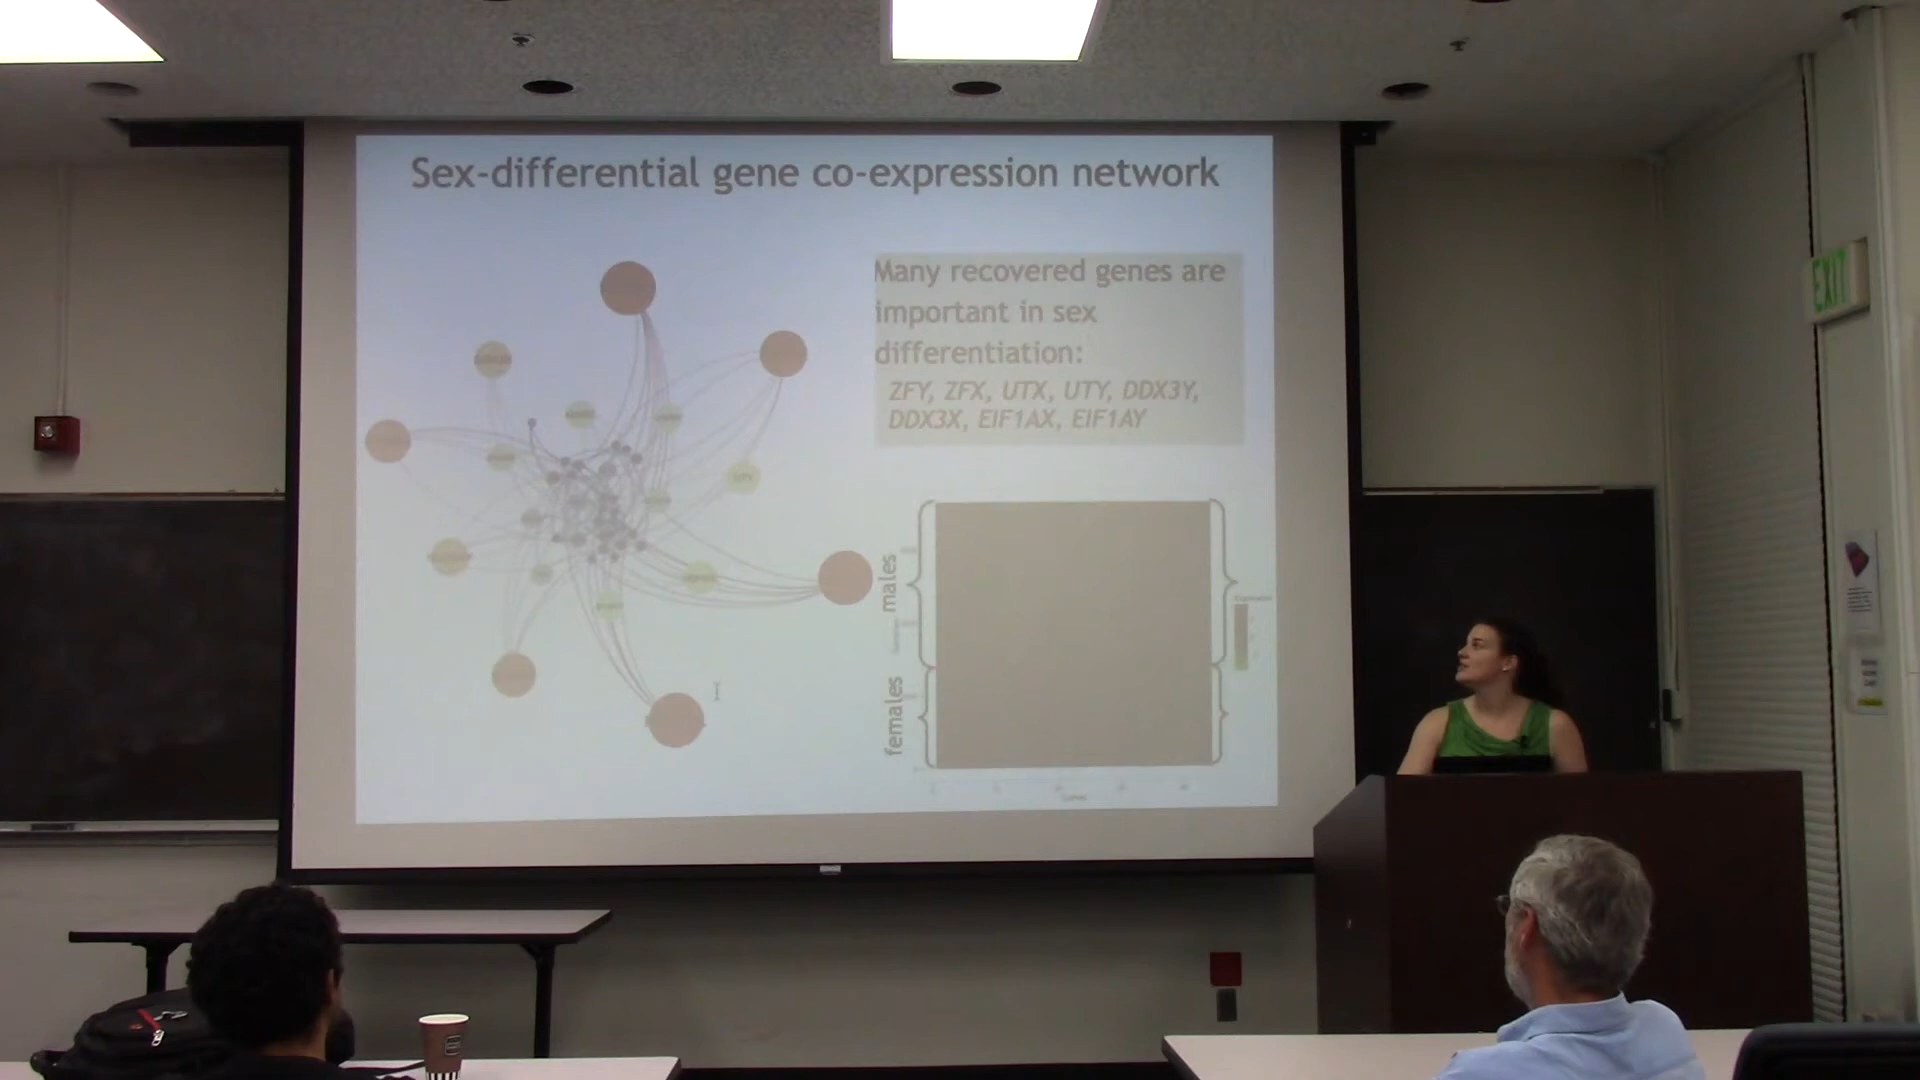 Sex-differential gene co-expression network
Many recovered genes are
important in sex
differentiation:
ZFY, ZFX, UTX, UTY, DDX3Y,
DDX3X, EIF1AX, EIF1AY
males
females
EXIT